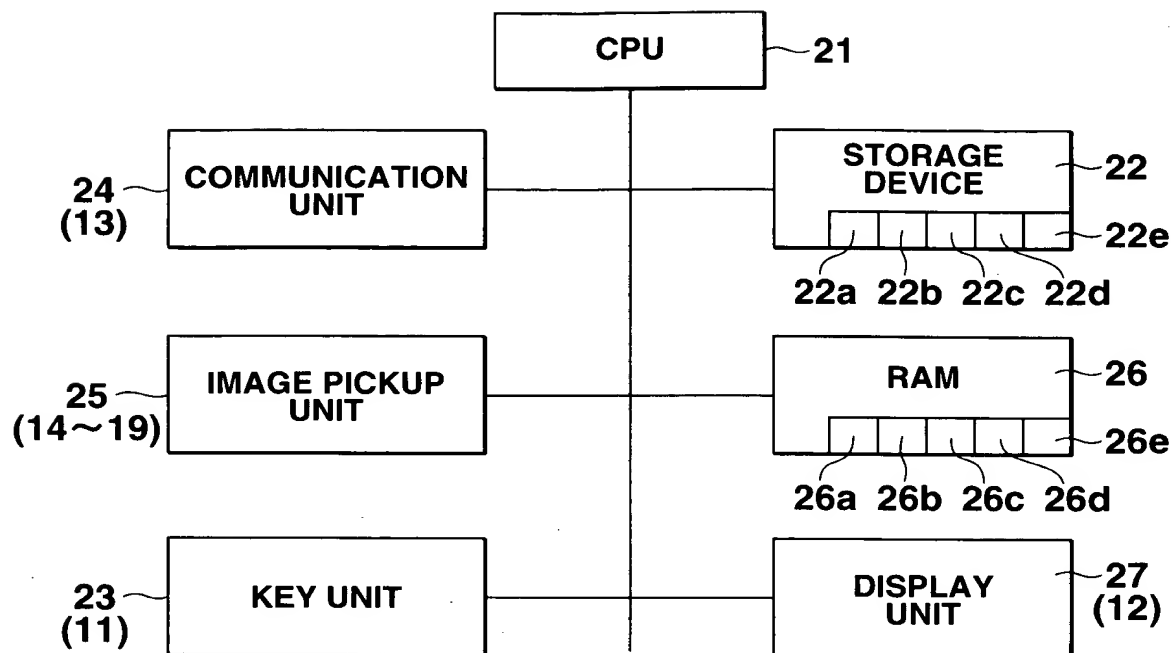 CPU
21
COMMUNICATION
UNIT
24
(13)
STORAGE
DEVICE
22
22e
22a 22b 22c 22d
IMAGE PICKUP
UNIT
25
(14~19)
RAM
26
26e
26a 26b 26c 26d
KEY UNIT
23
(11)
DISPLAY
UNIT
27
(12)